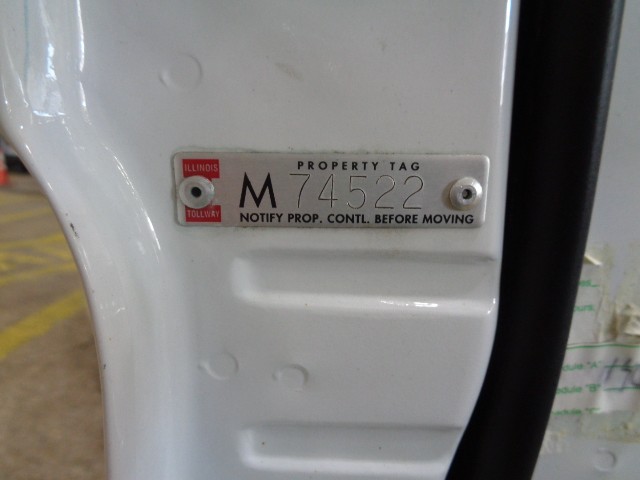 ILLINOIS
PROPERTY TAG
M 74522
TOLLWAY
NOTIFY PROP. CONTL. BEFORE MOVING
"A"
"B"